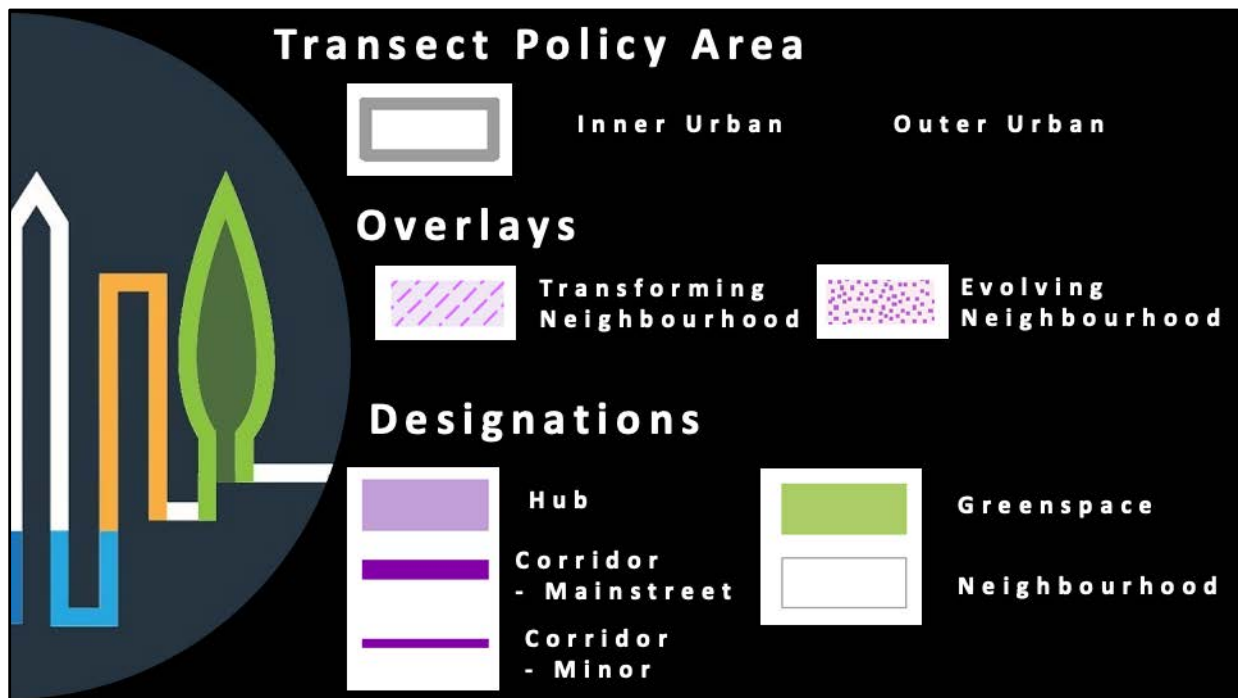 Transect Policy Area
Inner Urban
Outer Urban
Overlays
Transforming
Neighbourhood
Evolving
Neighbourhood
Designations
Hub
Greenspace
Corridor
- Mainstreet
Neighbourhood
Corridor
- Minor